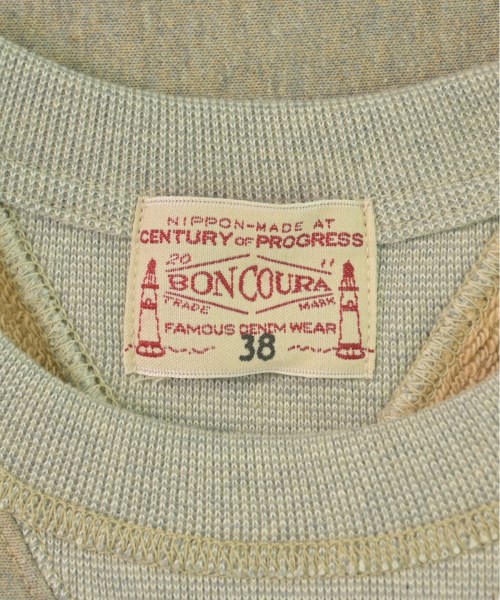 NIPPON-MADE AT
CENTURY OF PROGRESS
20 11
BONCOURA
TRADE MARK
FAMOUS DENIM WEAR
38